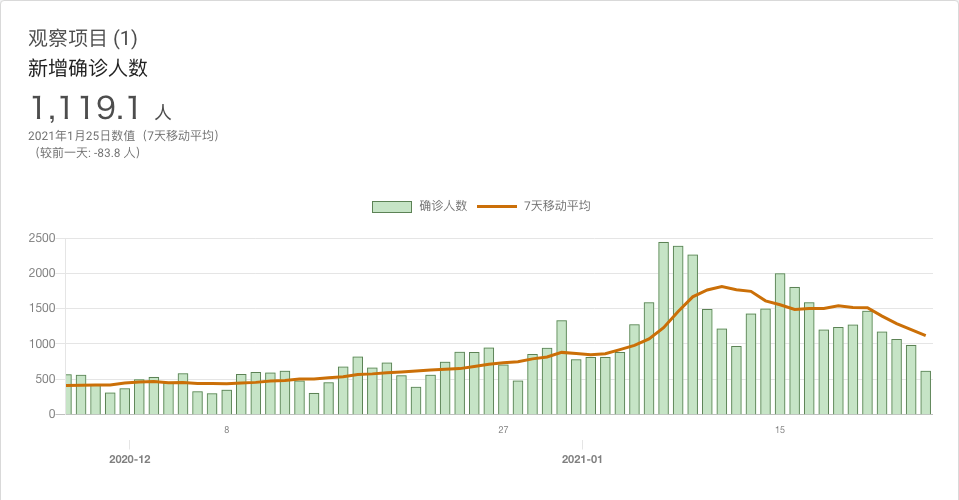 观察项目 (1)
新增确诊人数
1,119.1 人
2021年1月25日数值（7天移动平均）
（较前一天: -83.8 人）
确诊人数 7天移动平均
2500
2000
1500
1000
500
0
8 27 15
2020-12 2021-01